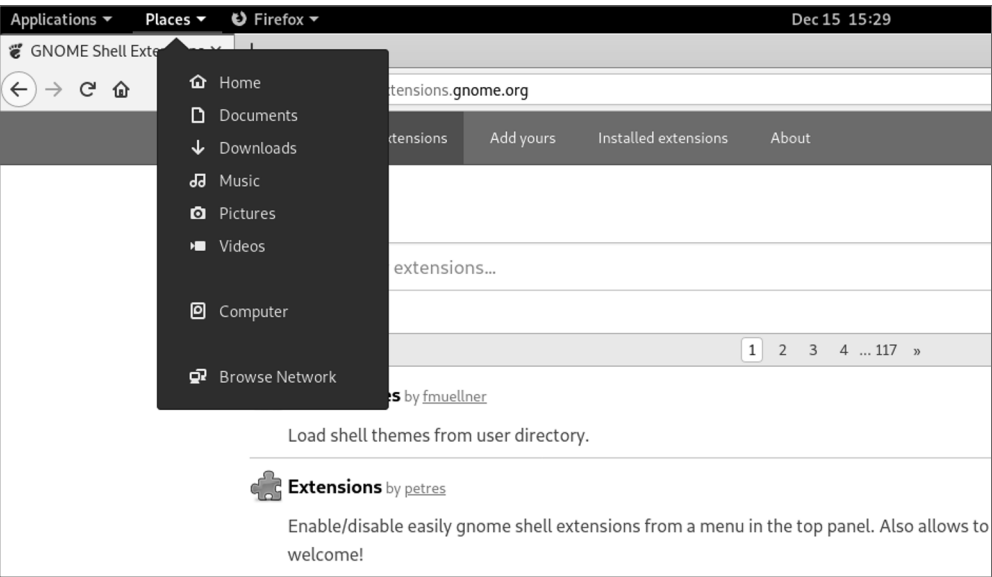 Applications Places Firefox Dec 15 15:29
GNOME Shell
Home
tensions.gnome.org
Documents
tensions Add yours Installed extensions About
Downloads
Music
Pictures
Videos
extensions...
Computer
1 2 3 4 ... 117 »
Browse Network
es by fmuellner
Load shell themes from user directory.
Extensions by petres
Enable/disable easily gnome shell extensions from a menu in the top panel. Also allows to
welcome!